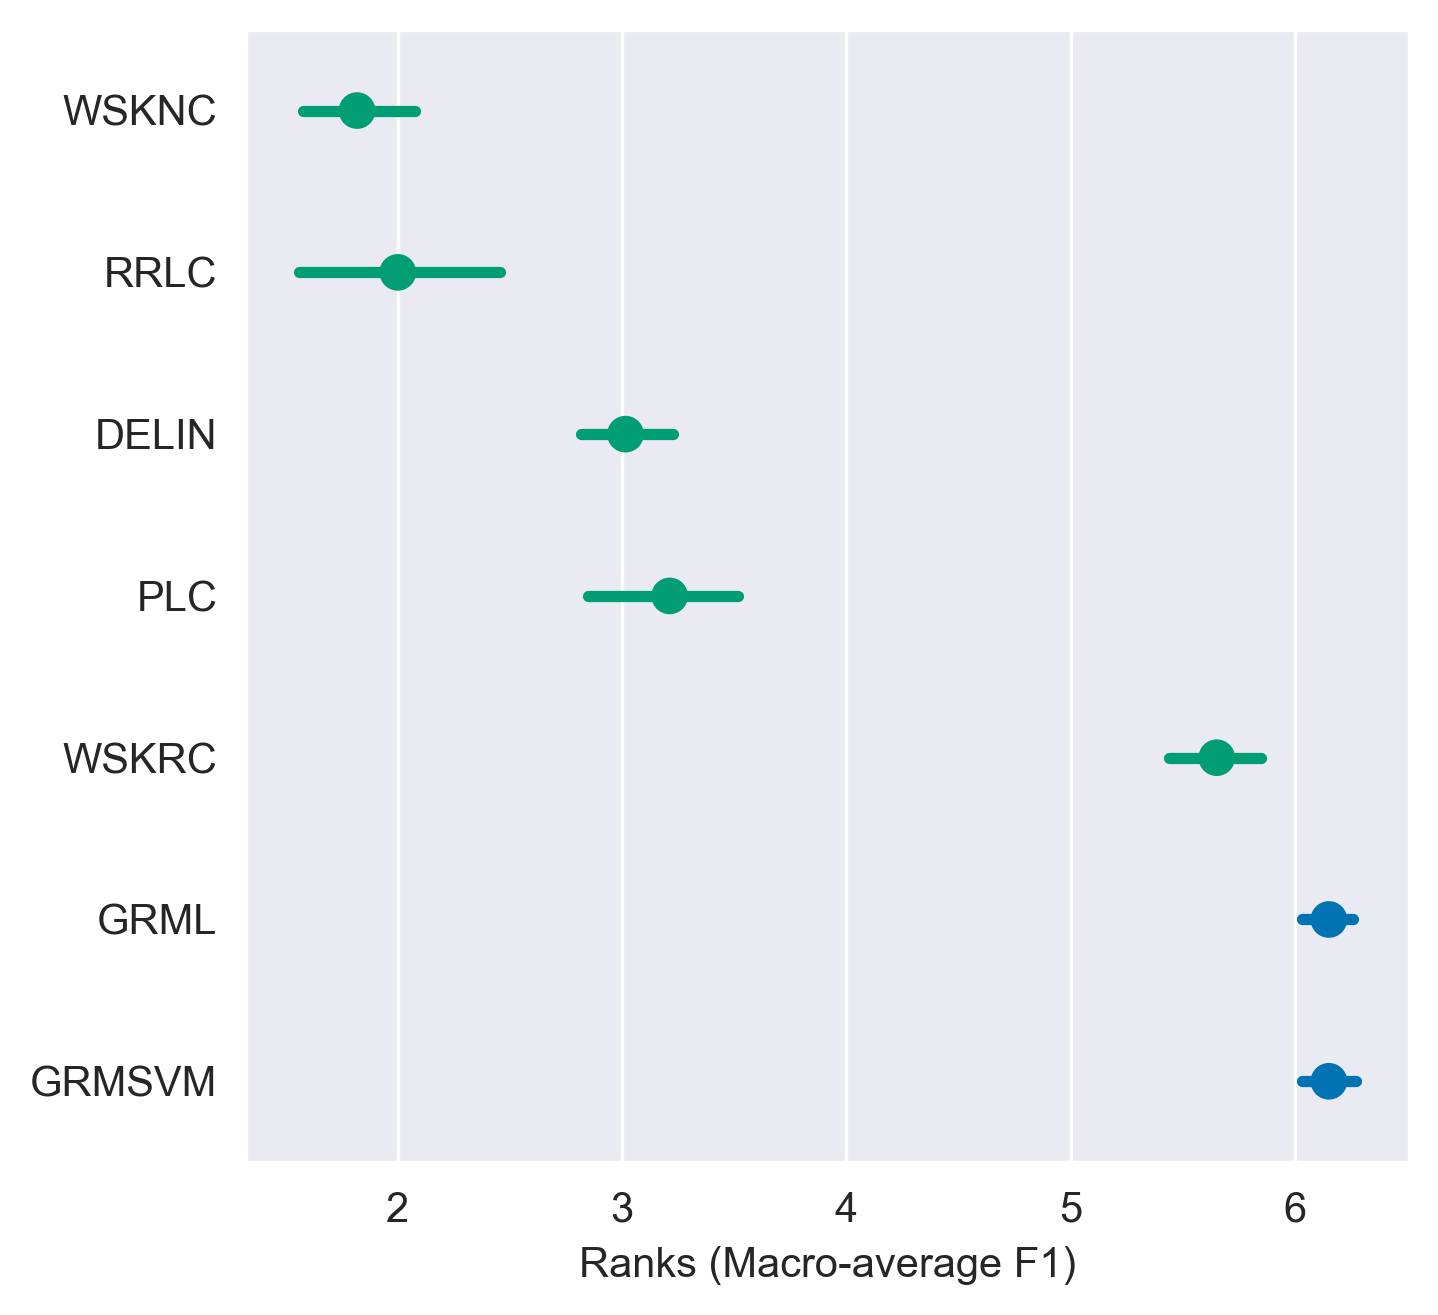 WSKNC
RRLC
DELIN
PLC
WSKRC
GRML
GRMSVM
2 3 4 5 6
Ranks (Macro-average F1)